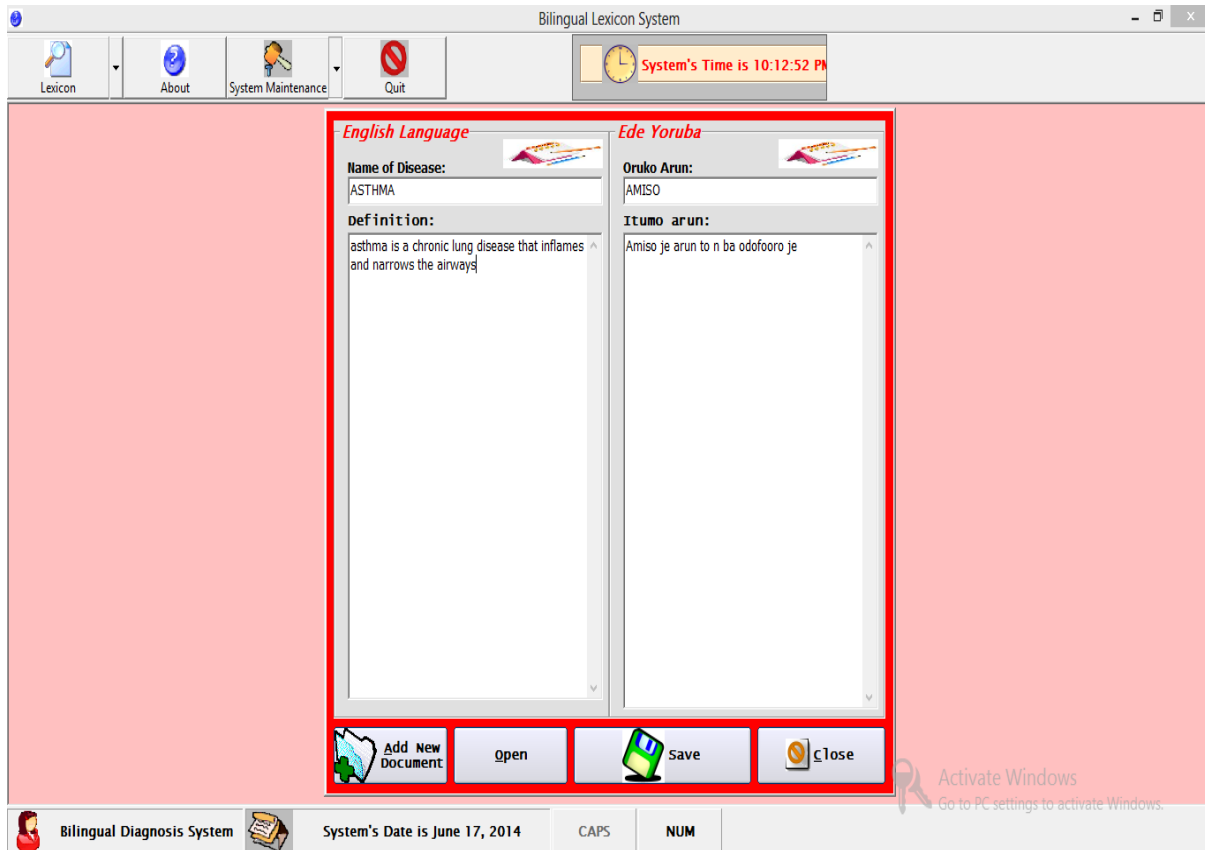 Bilingual Lexicon System
Lexicon
About
System Maintenance
Quit
System's Time is 10:12:52 PM
English Language
Name of Disease:
ASTHMA
Definition:
asthma is a chronic lung disease that inflames
and narrows the airways
Ede Yoruba
Oruko Arun:
AMISO
Itumo arun:
Amiso je arun to n ba odofooro je
Add New
Document
Open
Save
Close
Activate Windows
Go to PC settings to activate Windows.
Bilingual Diagnosis System
System's Date is June 17, 2014
CAPS
NUM